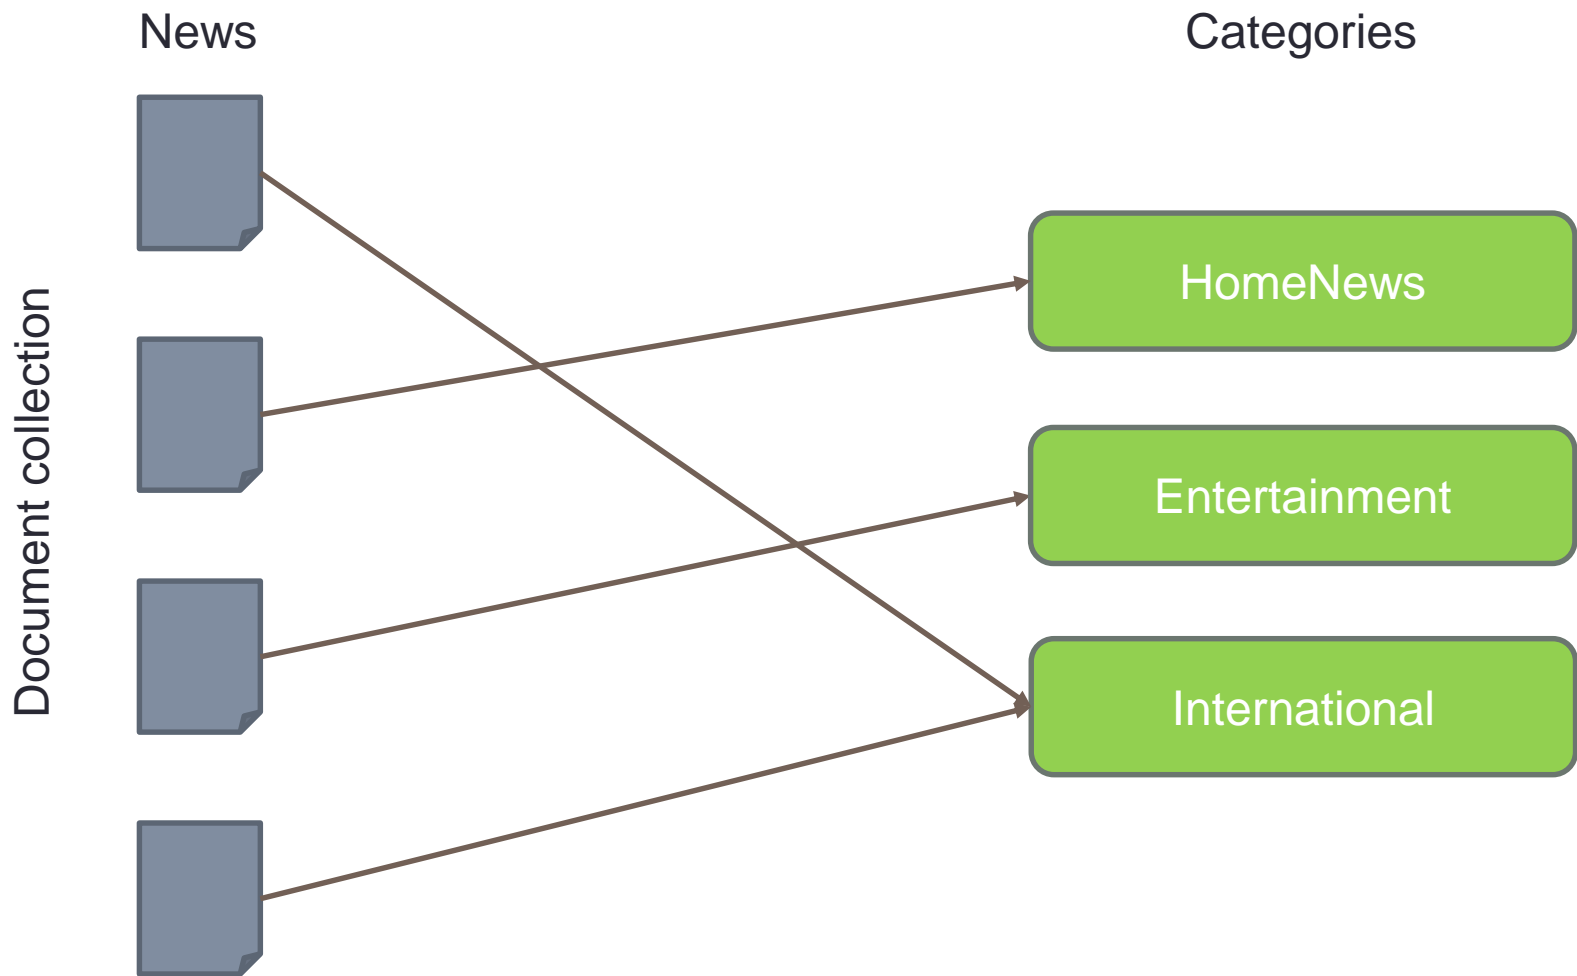 News
Categories
Document collection
HomeNews
Entertainment
International